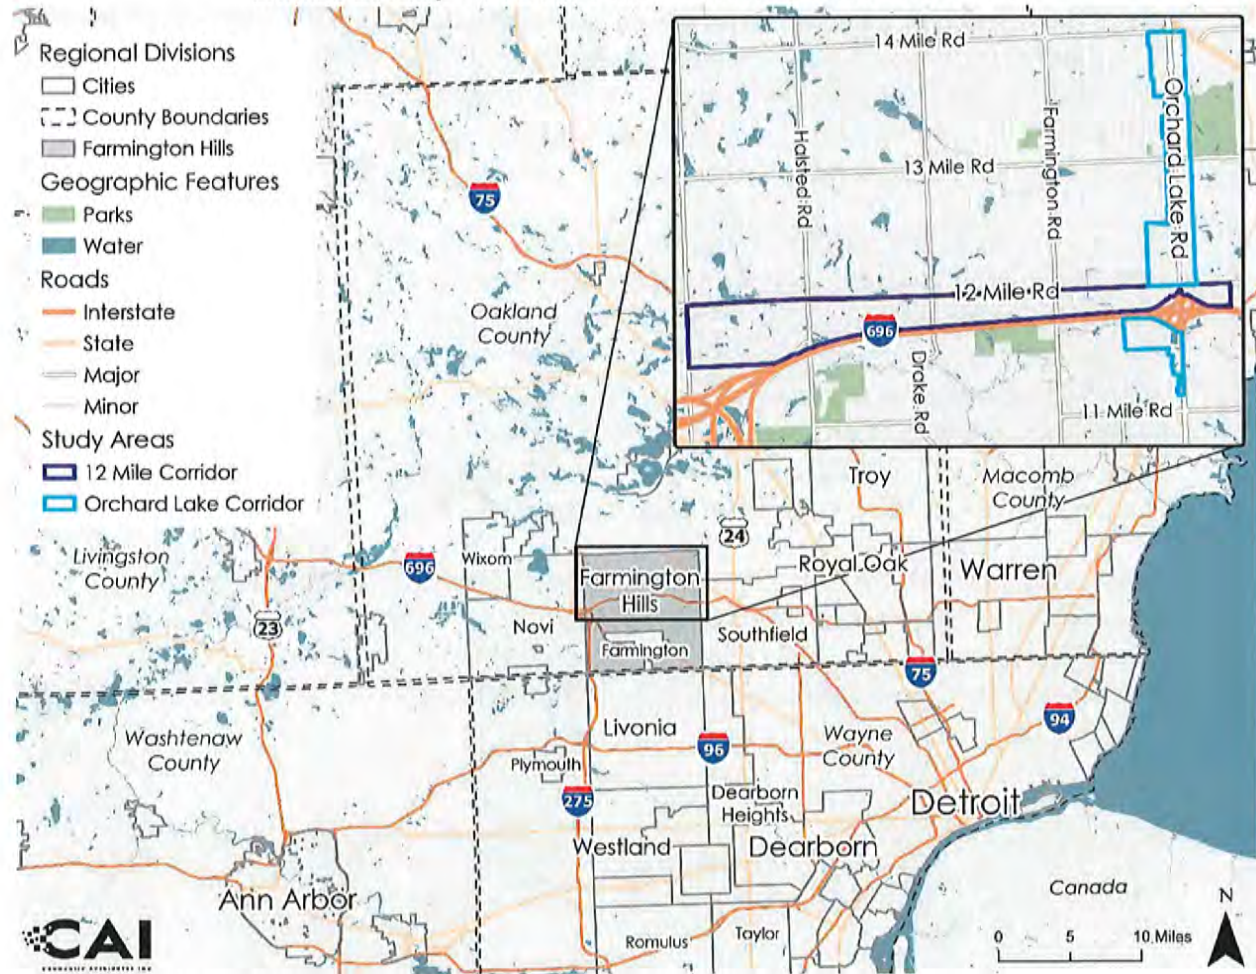 Regional Divisions
Cities
County Boundaries
Farmington Hills
Geographic Features
Parks
Water
Roads
Interstate
State
Major
Minor
Study Areas
12 Mile Corridor
Orchard Lake Corridor
14 Mile Rd
Halsted Rd
13 Mile Rd
Farmington Rd
Orchard Lake Rd
12 Mile Rd
696
Drake Rd
11 Mile Rd
75
Oakland
County
Troy
Macomb
County
24
Livingston
County
696
Wixom
Farmington
Hills
Royal Oak
Warren
23
Novi
Farmington
Southfield
75
Washtenaw
County
Livonia
96
Wayne
County
94
Plymouth
275
Dearborn
Heights
Detroit
Westland
Dearborn
Ann Arbor
Canada
N
CAI
Romulus
Taylor
0 5 10 Miles